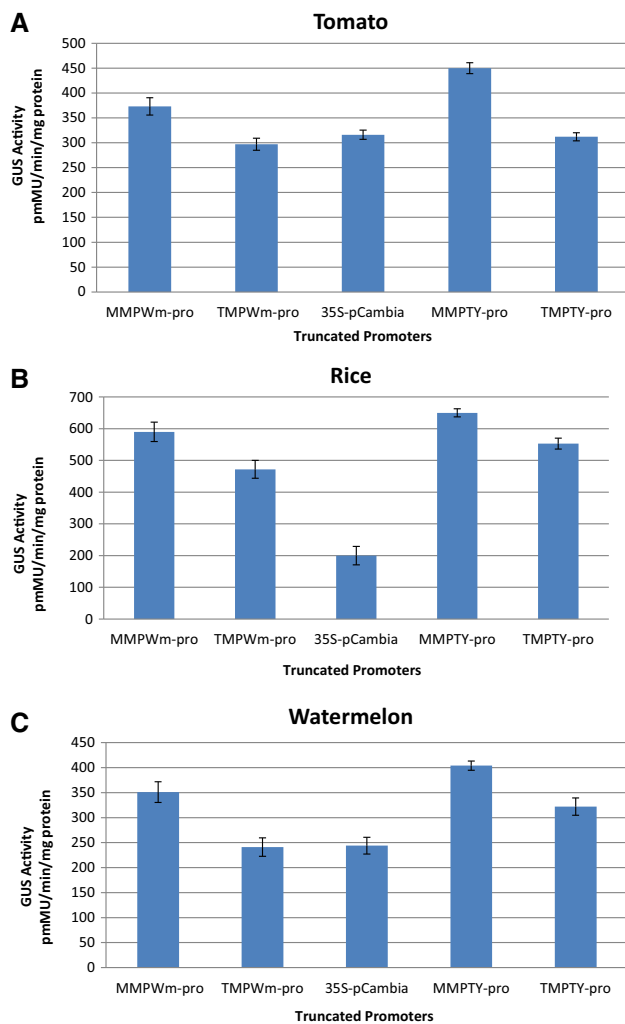 A
Tomato
500
450
400
350
300
250
200
150
100
50
0
GUS Activity
pmMU/min/mg protein
MMPWm-pro TMPWm-pro 35S-pCambia MMPTY-pro TMPTY-pro
Truncated Promoters
B
Rice
700
600
500
400
300
200
100
0
GUS Activity
pmMU/min/mg protein
MMPWm-pro TMPWm-pro 35S-pCambia MMPTY-pro TMPTY-pro
Truncated Promoters
C
Watermelon
450
400
350
300
250
200
150
100
50
0
GUS Activity
pmMU/min/mg protein
MMPWm-pro TMPWm-pro 35S-pCambia MMPTY-pro TMPTY-pro
Truncated Promoters